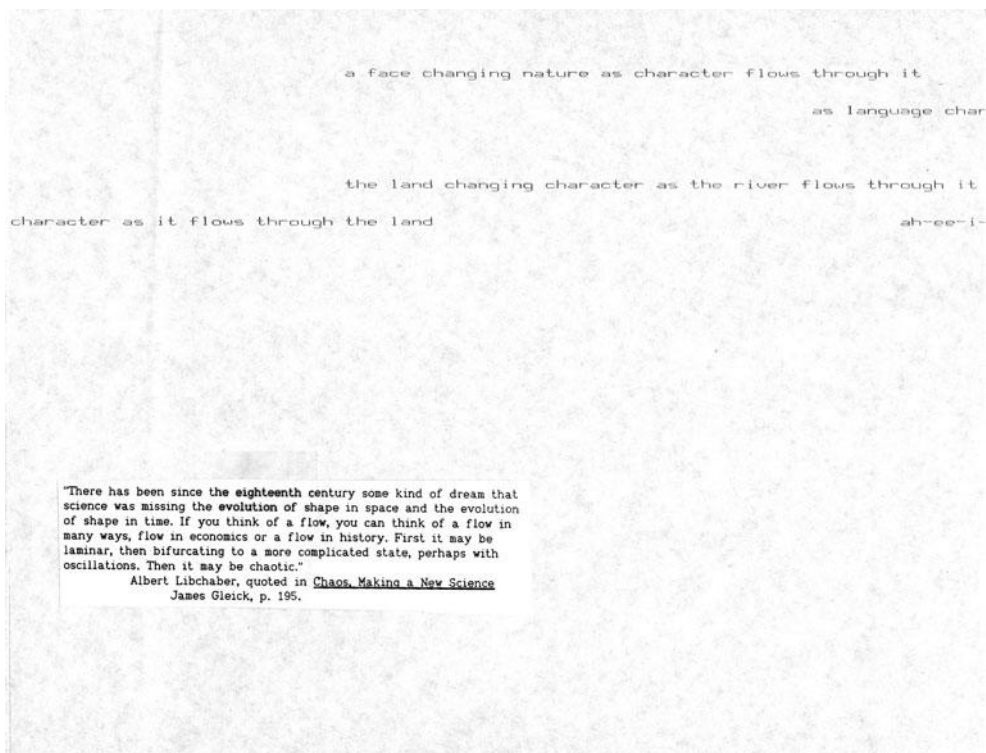 a face changing nature as character flows through it
as language char
the land changing character as the river flows through it
character as it flows through the land ah-ee-i-
"There has been since the eighteenth century some kind of dream that
science was missing the evolution of shape in space and the evolution
of shape in time. If you think of a flow, you can think of a flow in
many ways, flow in economics or a flow in history. First it may be
laminar, then bifurcating to a more complicated state, perhaps with
oscillations. Then it may be chaotic."
Albert Libchaber, quoted in Chaos, Making a New Science
James Gleick, p. 195.